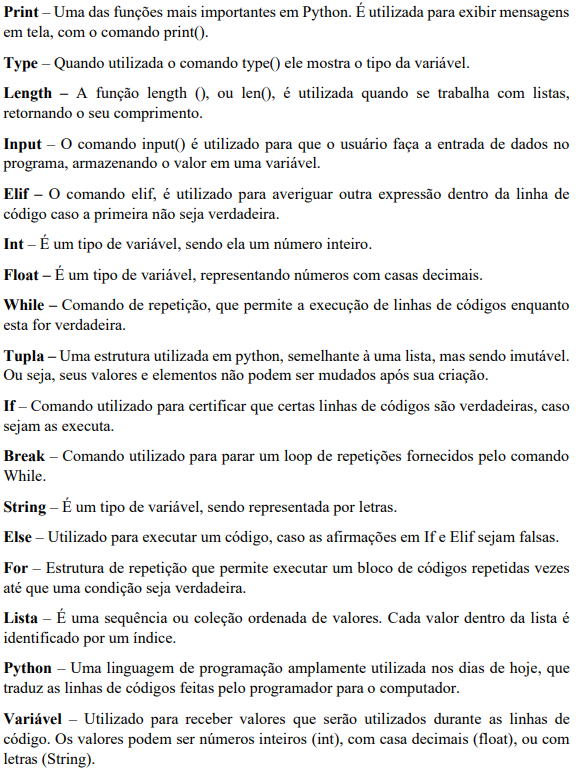 Print – Uma das funções mais importantes em Python. É utilizada para exibir mensagens
em tela, com o comando print().
Type – Quando utilizada o comando type() ele mostra o tipo da variável.
Length – A função length (), ou len(), é utilizada quando se trabalha com listas,
retornando o seu comprimento.
Input – O comando input() é utilizado para que o usuário faça a entrada de dados no
programa, armazenando o valor em uma variável.
Elif – O comando elif, é utilizado para averiguar outra expressão dentro da linha de
código caso a primeira não seja verdadeira.
Int – É um tipo de variável, sendo ela um número inteiro.
Float – É um tipo de variável, representando números com casas decimais.
While – Comando de repetição, que permite a execução de linhas de códigos enquanto
esta for verdadeira.
Tupla – Uma estrutura utilizada em python, semelhante à uma lista, mas sendo imutável.
Ou seja, seus valores e elementos não podem ser mudados após sua criação.
If – Comando utilizado para certificar que certas linhas de códigos são verdadeiras, caso
sejam as executa.
Break – Comando utilizado para parar um loop de repetições fornecidos pelo comando
While.
String – É um tipo de variável, sendo representada por letras.
Else – Utilizado para executar um código, caso as afirmações em If e Elif sejam falsas.
For – Estrutura de repetição que permite executar um bloco de códigos repetidas vezes
até que uma condição seja verdadeira.
Lista – É uma sequência ou coleção ordenada de valores. Cada valor dentro da lista é
identificado por um índice.
Python – Uma linguagem de programação amplamente utilizada nos dias de hoje, que
traduz as linhas de códigos feitas pelo programador para o computador.
Variável – Utilizado para receber valores que serão utilizados durante as linhas de
código. Os valores podem ser números inteiros (int), com casa decimais (float), ou com
letras (String).